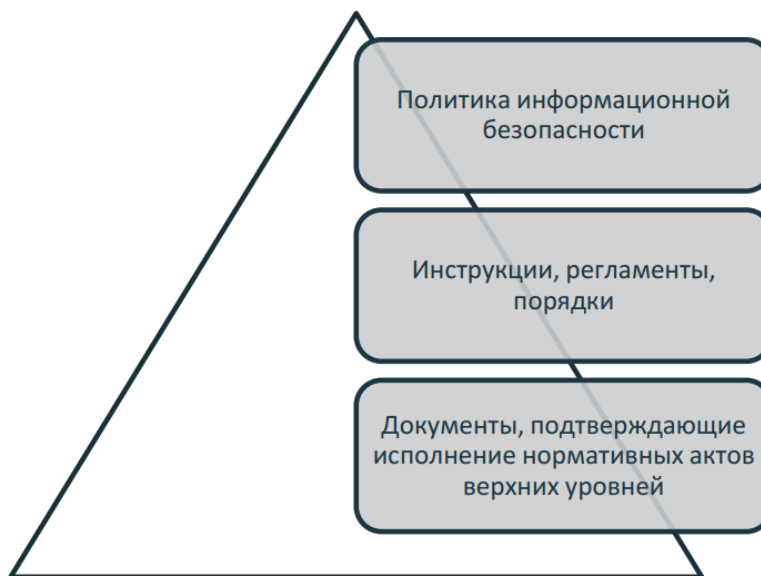 Политика информационной
безопасности
Инструкции, регламенты,
порядки
Документы, подтверждающие
исполнение нормативных актов
верхних уровней